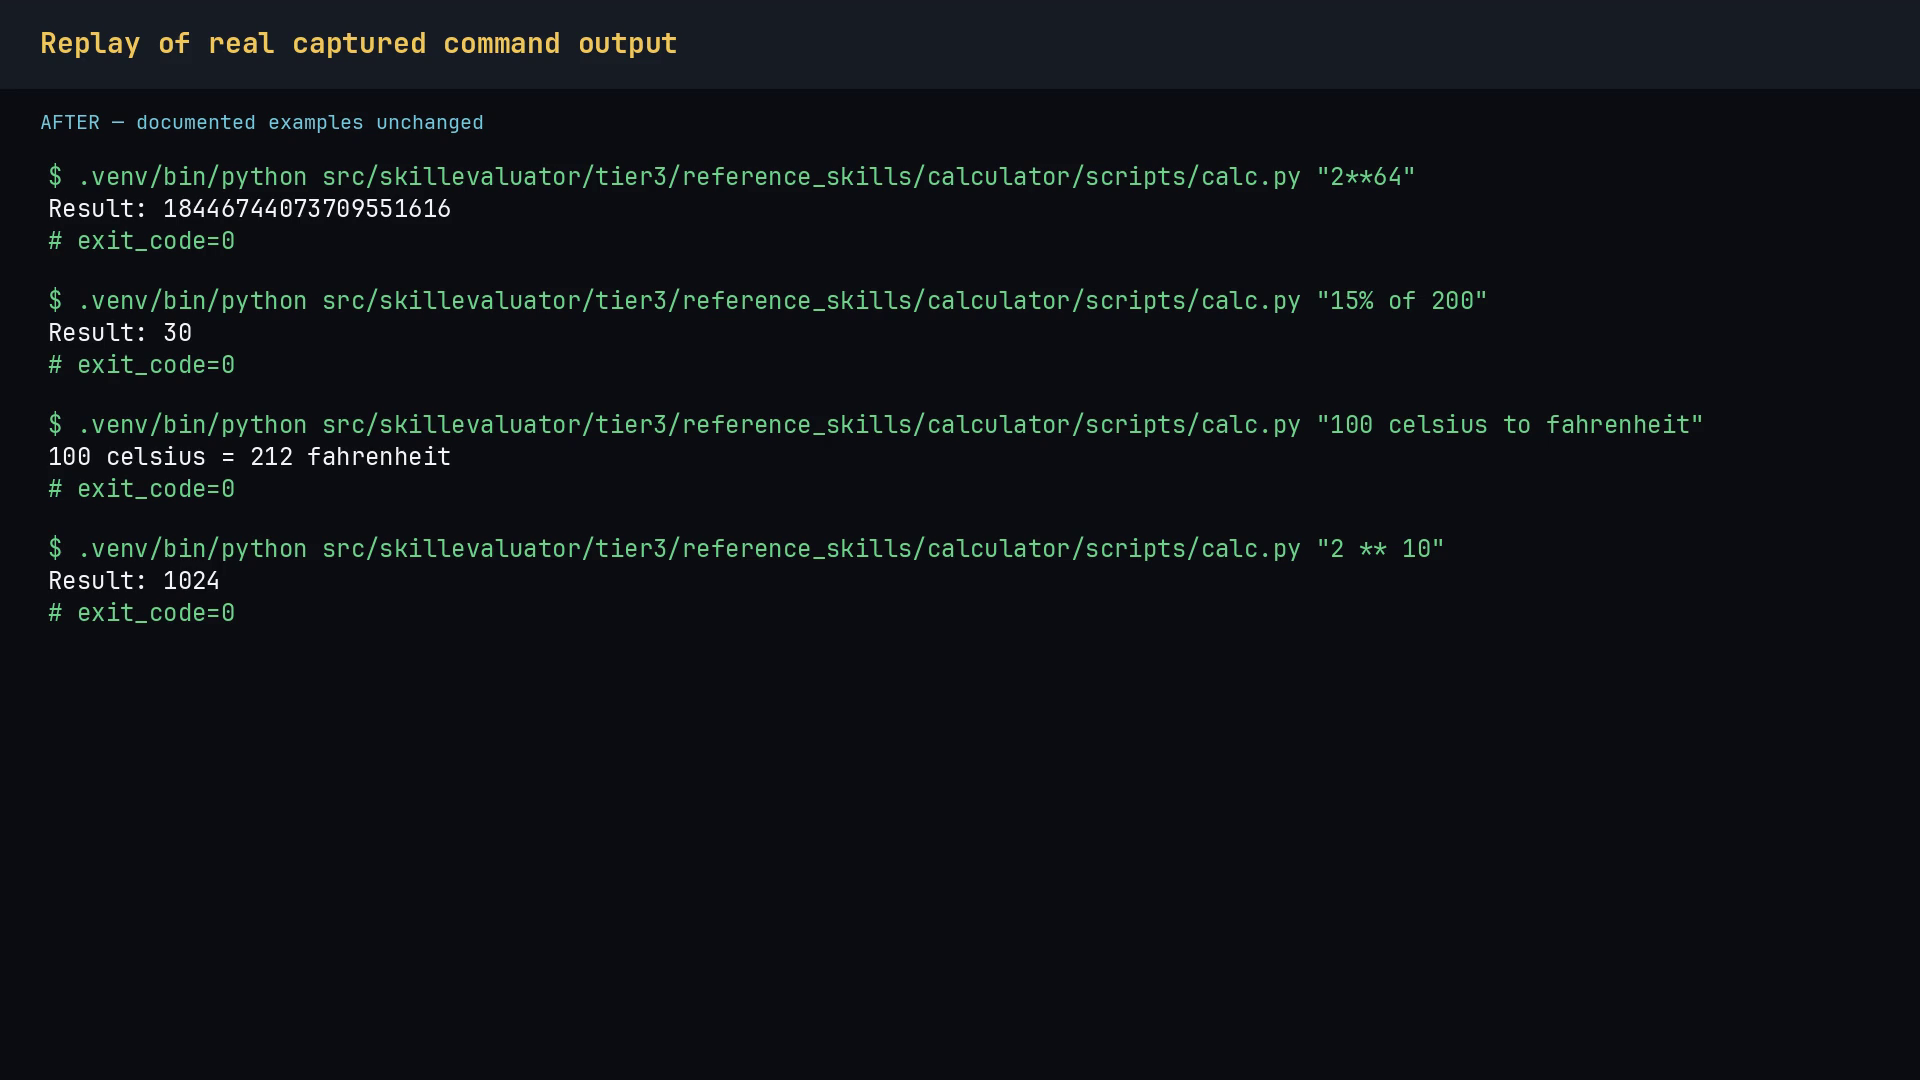 Replay of real captured command output
AFTER — documented examples unchanged
$ .venv/bin/python src/skillevaluator/tier3/reference_skills/calculator/scripts/calc.py "2**64"
Result: 18446744073709551616
# exit_code=0
$ .venv/bin/python src/skillevaluator/tier3/reference_skills/calculator/scripts/calc.py "15% of 200"
Result: 30
# exit_code=0
$ .venv/bin/python src/skillevaluator/tier3/reference_skills/calculator/scripts/calc.py "100 celsius to fahrenheit"
100 celsius = 212 fahrenheit
# exit_code=0
$ .venv/bin/python src/skillevaluator/tier3/reference_skills/calculator/scripts/calc.py "2 ** 10"
Result: 1024
# exit_code=0